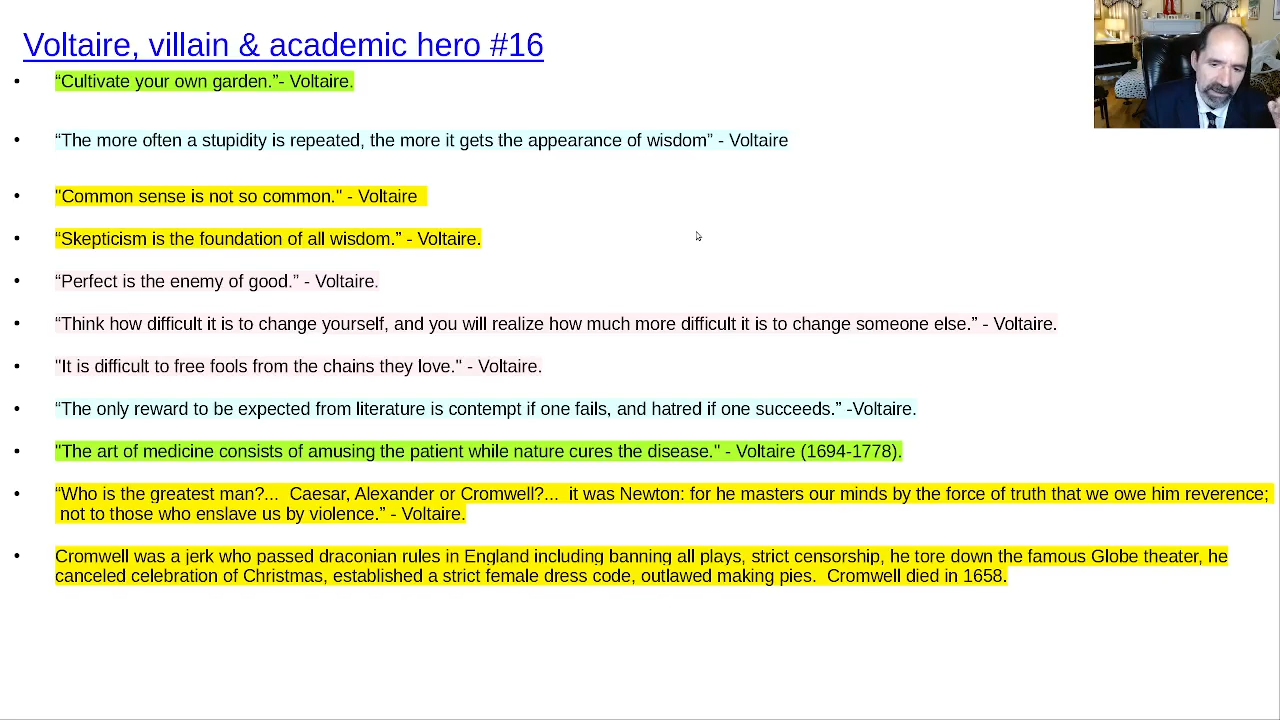 Voltaire, villain & academic hero #16
• “Cultivate your own garden.”- Voltaire.
• “The more often a stupidity is repeated, the more it gets the appearance of wisdom” - Voltaire
• "Common sense is not so common." - Voltaire
• “Skepticism is the foundation of all wisdom.” - Voltaire.
• “Perfect is the enemy of good.” - Voltaire.
• “Think how difficult it is to change yourself, and you will realize how much more difficult it is to change someone else.” - Voltaire.
• "It is difficult to free fools from the chains they love." - Voltaire.
• “The only reward to be expected from literature is contempt if one fails, and hatred if one succeeds.” -Voltaire.
• "The art of medicine consists of amusing the patient while nature cures the disease." - Voltaire (1694-1778).
• “Who is the greatest man?... Caesar, Alexander or Cromwell?... it was Newton: for he masters our minds by the force of truth that we owe him reverence;
not to those who enslave us by violence.” - Voltaire.
• Cromwell was a jerk who passed draconian rules in England including banning all plays, strict censorship, he tore down the famous Globe theater, he
canceled celebration of Christmas, established a strict female dress code, outlawed making pies. Cromwell died in 1658.